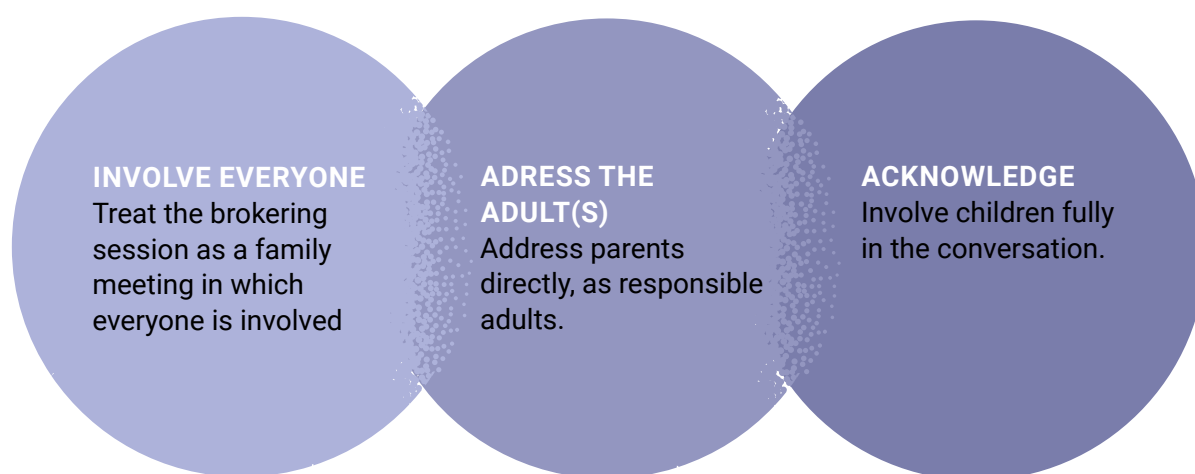 INVOLVE EVERYONE
Treat the brokering
session as a family
meeting in which
everyone is involved
ADRESS THE
ADULT(S)
Address parents
directly, as responsible
adults.
ACKNOWLEDGE
Involve children fully
in the conversation.